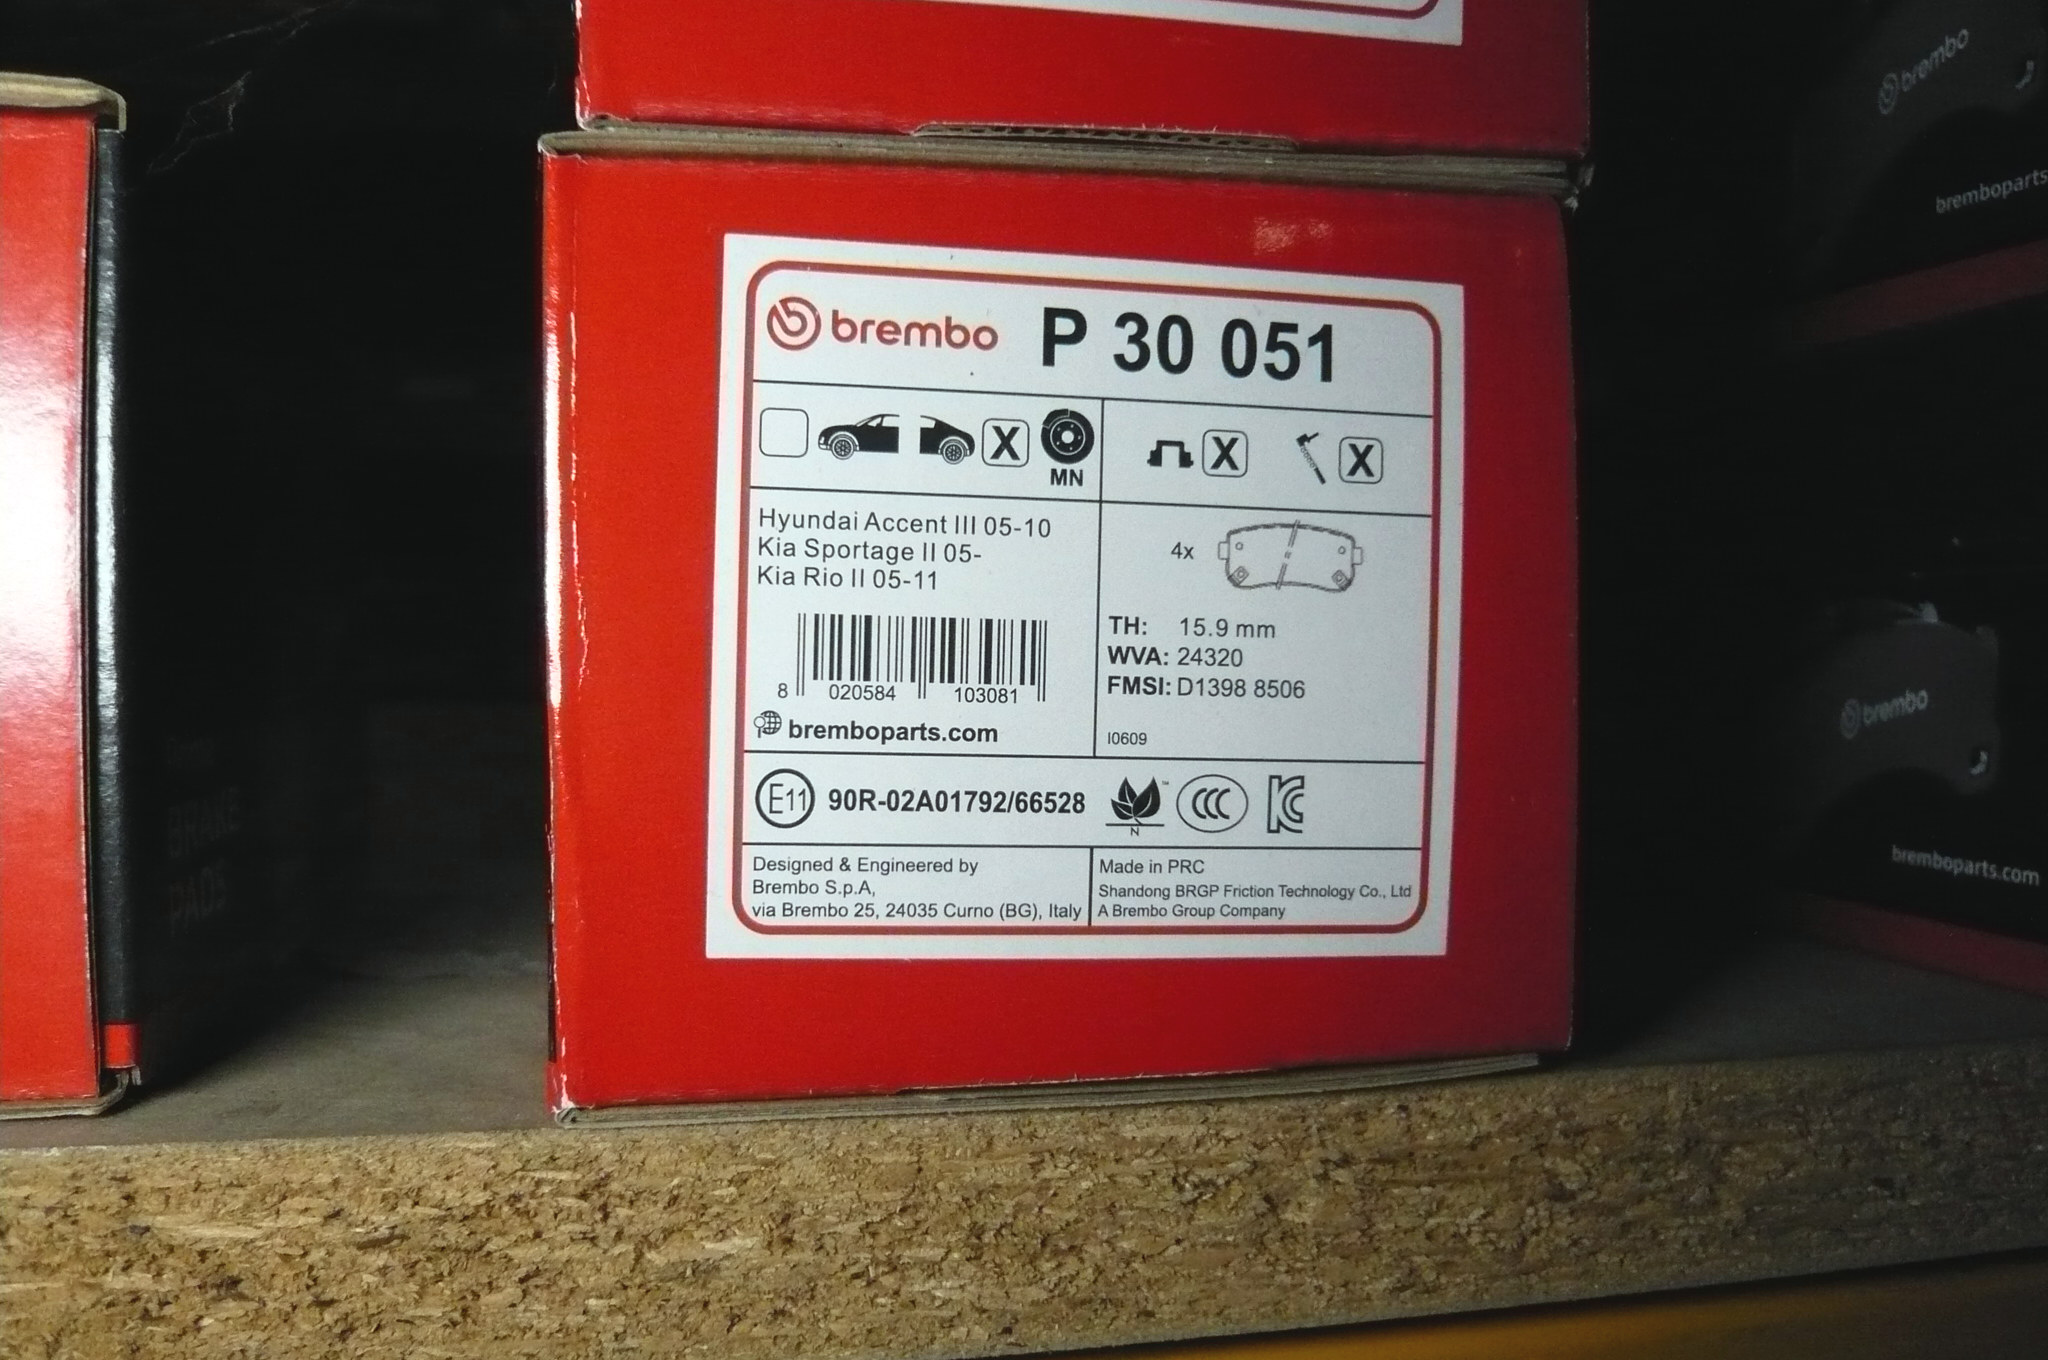 brembo P 30 051
X
MN
X
X
Hyundai Accent III 05-10
Kia Sportage II 05-
Kia Rio II 05-11
4x
8 020584 103081
TH: 15.9 mm
WVA: 24320
FMSI: D1398 8506
bremboparts.com
I0609
E11 90R-02A01792/66528
N
CCC
KC
Designed & Engineered by
Brembo S.p.A,
via Brembo 25, 24035 Curno (BG), Italy
Made in PRC
Shandong BRGP Friction Technology Co., Ltd
A Brembo Group Company
BRAKE
PADS
brembo
bremboparts
brembo
bremboparts.com